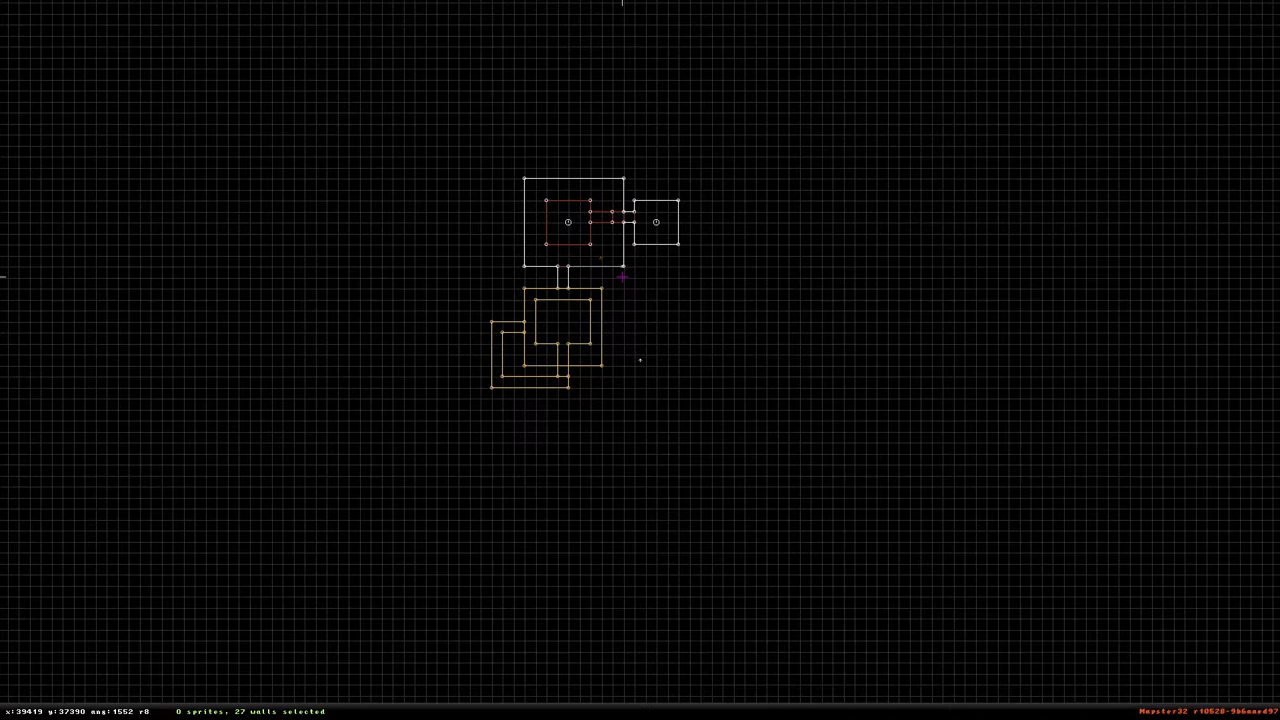 x:39419 y:37390 ang:1552 r8
0 sprites, 27 walls selected
Mapster32